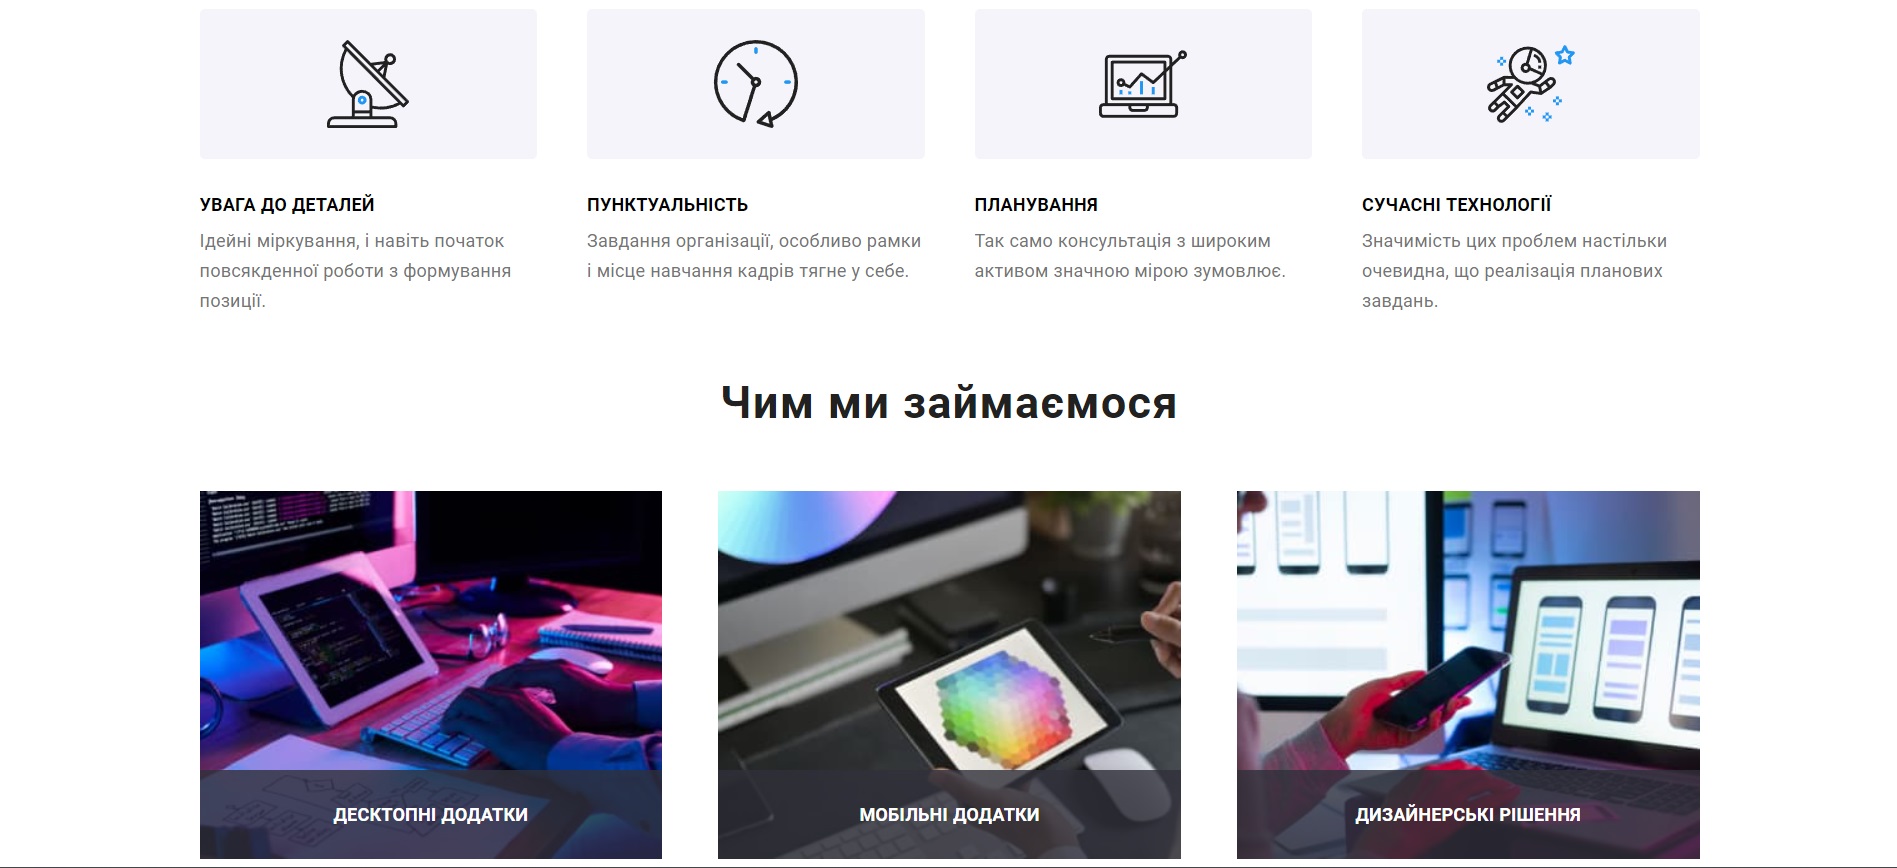 УВАГА ДО ДЕТАЛЕЙ
Ідейні міркування, і навіть початок
повсякденної роботи з формування
позиції.
ПУНКТУАЛЬНІСТЬ
Завдання організації, особливо рамки
і місце навчання кадрів тягне у себе.
ПЛАНУВАННЯ
Так само консультація з широким
активом значною мірою зумовлює.
СУЧАСНІ ТЕХНОЛОГІЇ
Значимість цих проблем настільки
очевидна, що реалізація планових
завдань.
Чим ми займаємося
ДЕСКТОПНІ ДОДАТКИ
МОБІЛЬНІ ДОДАТКИ
ДИЗАЙНЕРСЬКІ РІШЕННЯ